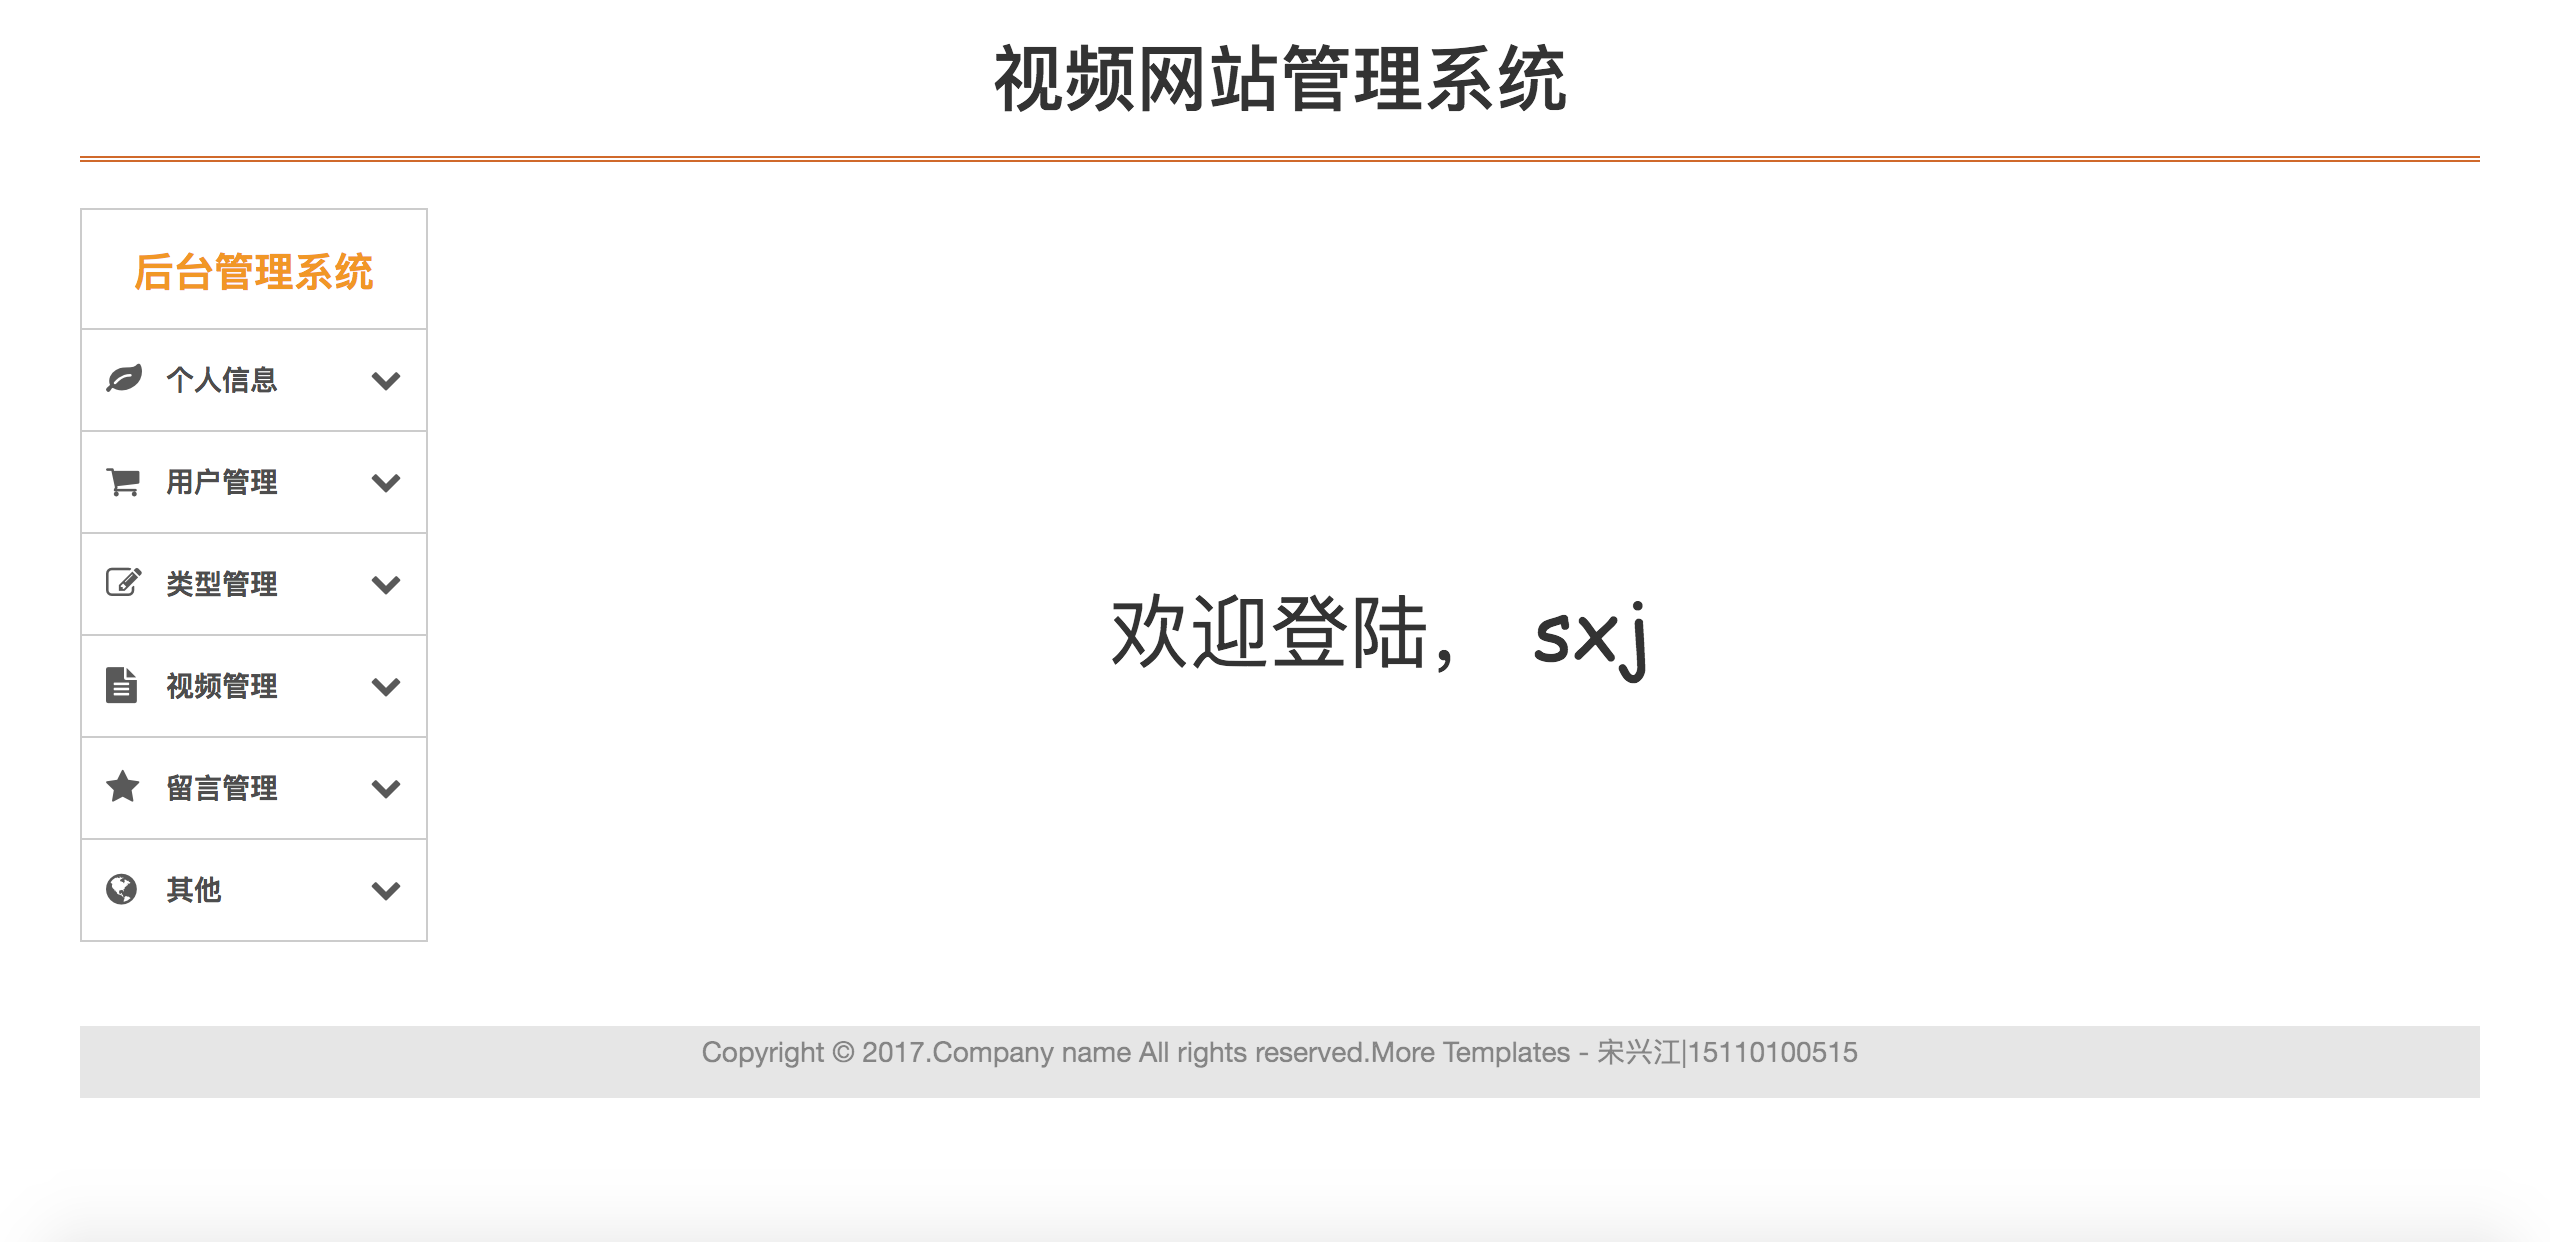 视频网站管理系统
后台管理系统
个人信息
用户管理
类型管理
视频管理
留言管理
其他
欢迎登陆， sxj
Copyright © 2017.Company name All rights reserved.More Templates - 宋兴江|15110100515